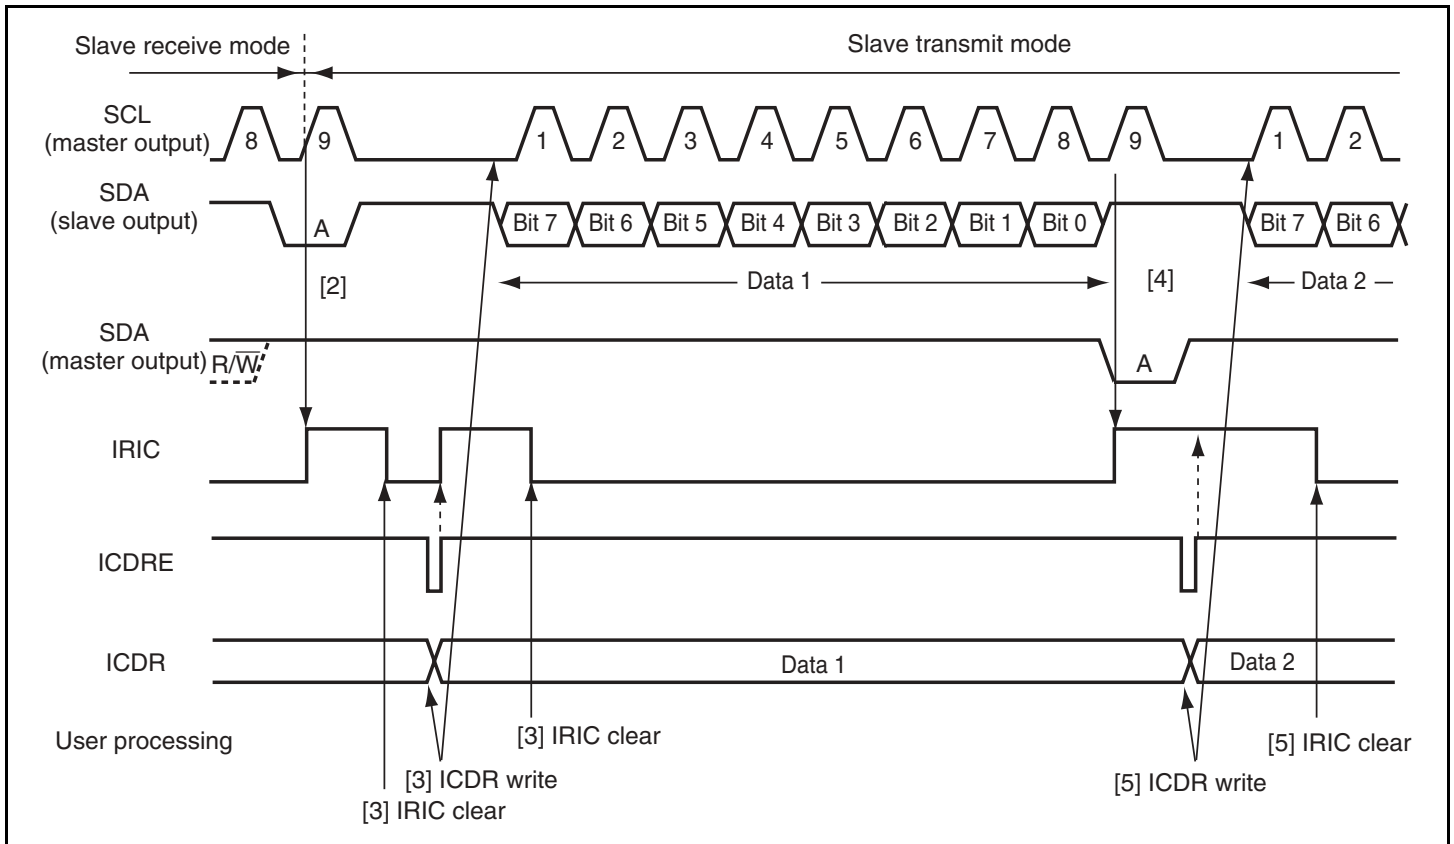 Slave receive mode
Slave transmit mode
SCL
(master output)
8 9 1 2 3 4 5 6 7 8 9 1 2
SDA
(slave output)
A Bit 7 Bit 6 Bit 5 Bit 4 Bit 3 Bit 2 Bit 1 Bit 0 Bit 7 Bit 6
[2] Data 1 [4] Data 2
SDA
(master output)
R/W̅ A
IRIC
ICDRE
ICDR Data 1 Data 2
User processing
[3] IRIC clear
[5] IRIC clear
[3] ICDR write
[5] ICDR write
[3] IRIC clear